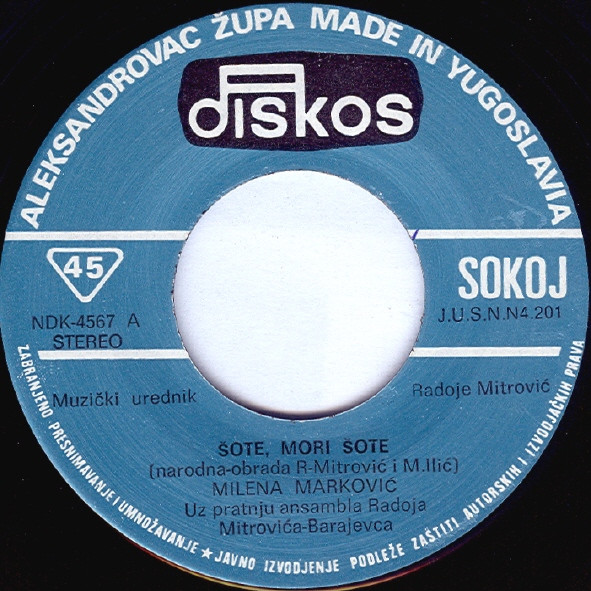 ALEKSANDROVAC ŽUPA MADE IN YUGOSLAVIA
diskos
45
SOKOJ
NDK-4567 A
J.U.S.N.N4.201
STEREO
Muzički urednik
Radoje Mitrović
ŠOTE, MORI ŠOTE
(narodna-obrada R-Mitrović i M.Ilić)
MILENA MARKOVIĆ
Uz pratnju ansambla Radoja
Mitrovića-Barajevca
ZABRANJENO PRESNIMAVANJE I UMNOŽAVANJE ★ JAVNO IZVODJENJE PODLEŽE ZAŠTITI AUTORSKIH I IZVODJAČKIH PRAVA